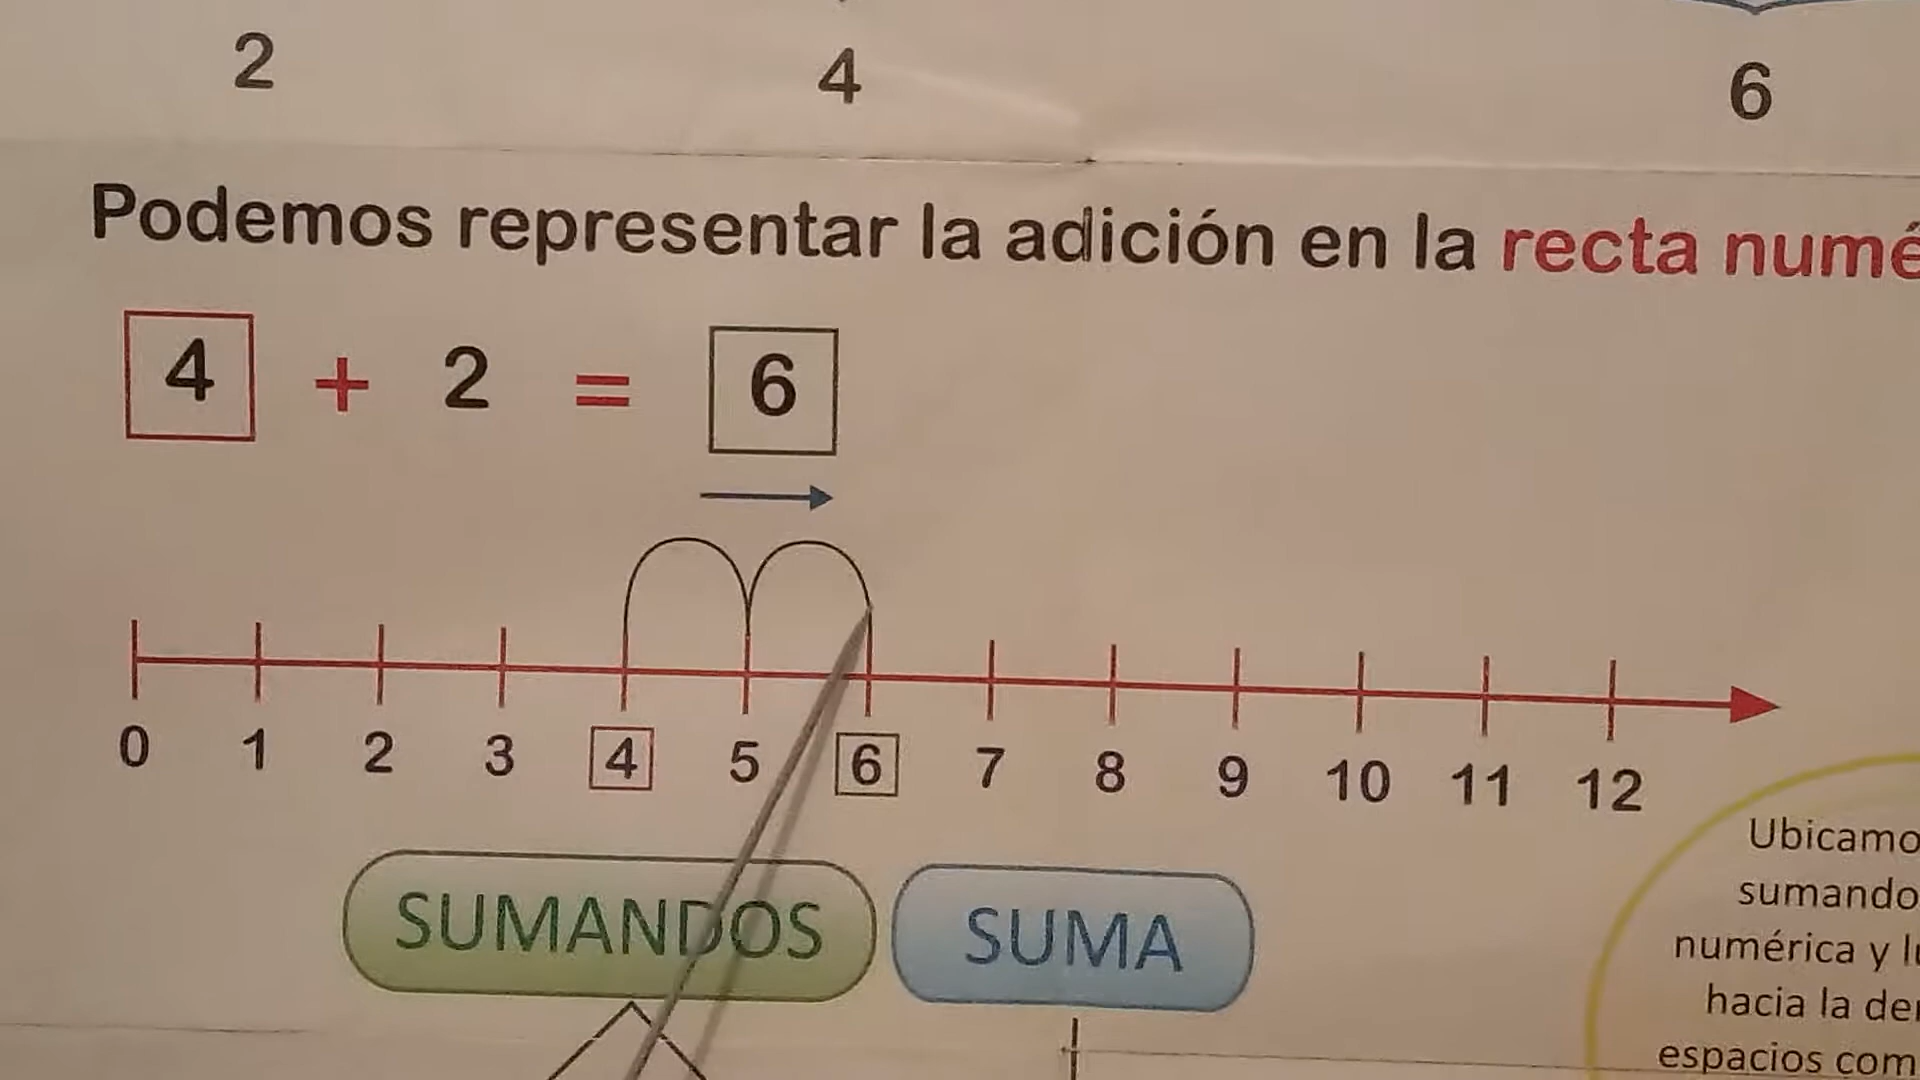 2 4 6
Podemos representar la adición en la recta numé
4 + 2 = 6
0 1 2 3 4 5 6 7 8 9 10 11 12
SUMANDOS SUMA
Ubicamo
sumando
numérica y l
hacia la de
espacios com